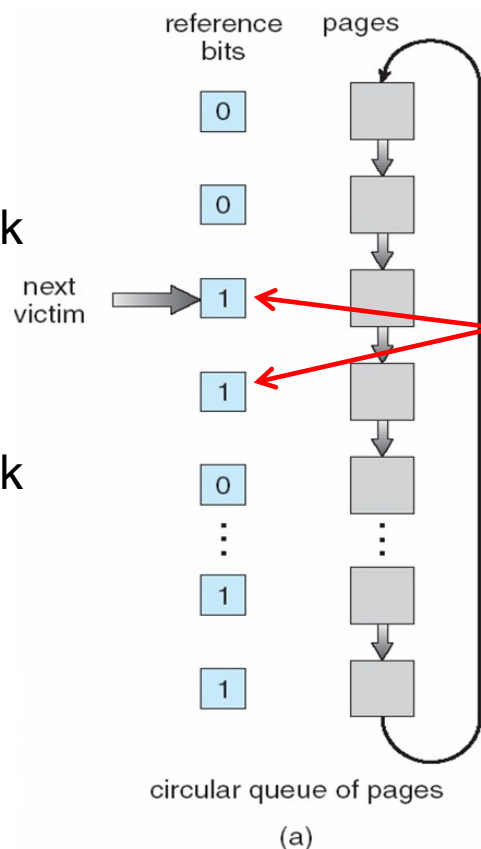 reference pages
bits
0
0
k
next
victim
1
1
k
0
1
1
circular queue of pages
(a)